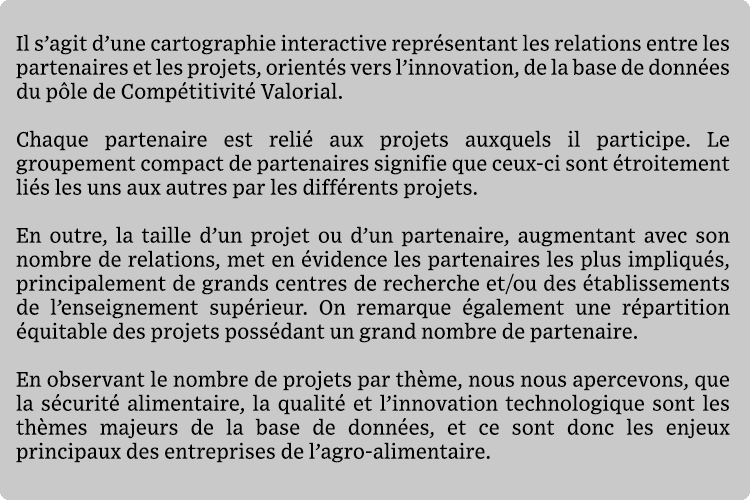 Il s’agit d’une cartographie interactive représentant les relations entre les
partenaires et les projets, orientés vers l’innovation, de la base de données
du pôle de Compétitivité Valorial.
Chaque partenaire est relié aux projets auxquels il participe. Le
groupement compact de partenaires signifie que ceux-ci sont étroitement
liés les uns aux autres par les différents projets.
En outre, la taille d’un projet ou d’un partenaire, augmentant avec son
nombre de relations, met en évidence les partenaires les plus impliqués,
principalement de grands centres de recherche et/ou des établissements
de l’enseignement supérieur. On remarque également une répartition
équitable des projets possédant un grand nombre de partenaire.
En observant le nombre de projets par thème, nous nous apercevons, que
la sécurité alimentaire, la qualité et l’innovation technologique sont les
thèmes majeurs de la base de données, et ce sont donc les enjeux
principaux des entreprises de l’agro-alimentaire.